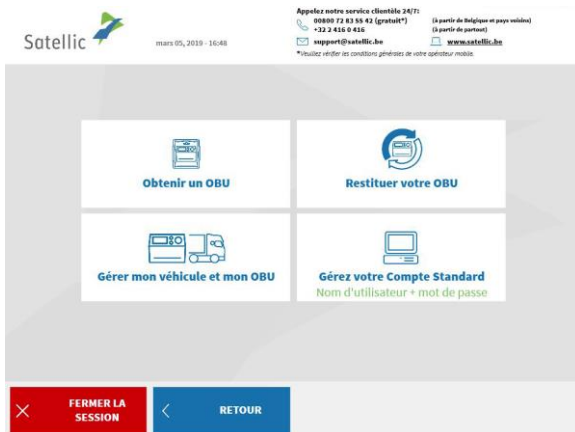 Satellic
mars 05, 2019 - 16:48
Appelez notre service clientèle 24/7:
00800 72 83 55 42 (gratuit*) (à partir de Belgique et pays voisins)
+32 2 416 0 416 (à partir de partout)
support@satellic.be www.satellic.be
*Veuillez vérifier les conditions générales de votre opérateur mobile.
Obtenir un OBU
Restituer votre OBU
Gérer mon véhicule et mon OBU
Gérez votre Compte Standard
Nom d'utilisateur + mot de passe
FERMER LA
SESSION
RETOUR